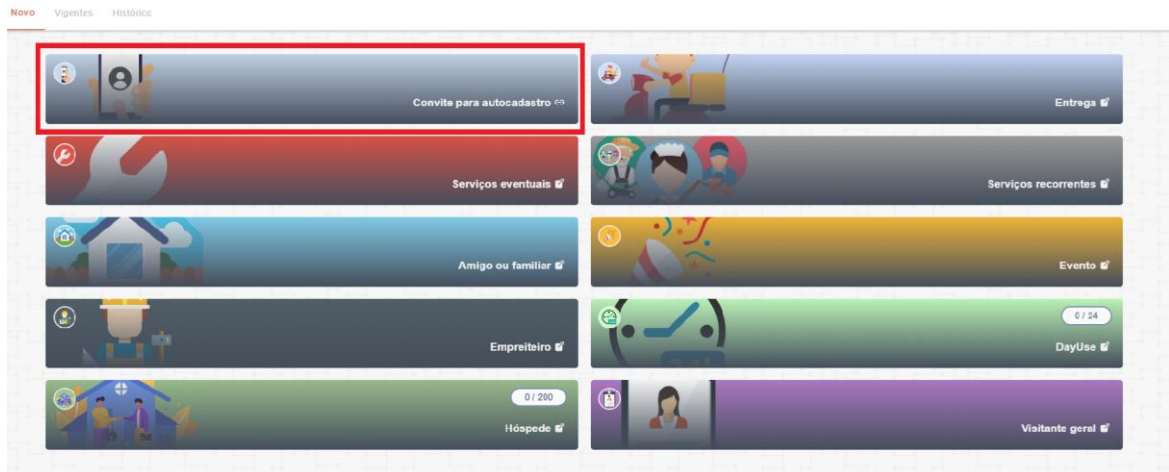 Novo Vigentes Histórico
Convite para autocadastro
Entrega
Serviços eventuais
Serviços recorrentes
Amigo ou familiar
Evento
Empreiteiro
0 / 24
DayUse
0 / 200
Hóspede
Visitante geral